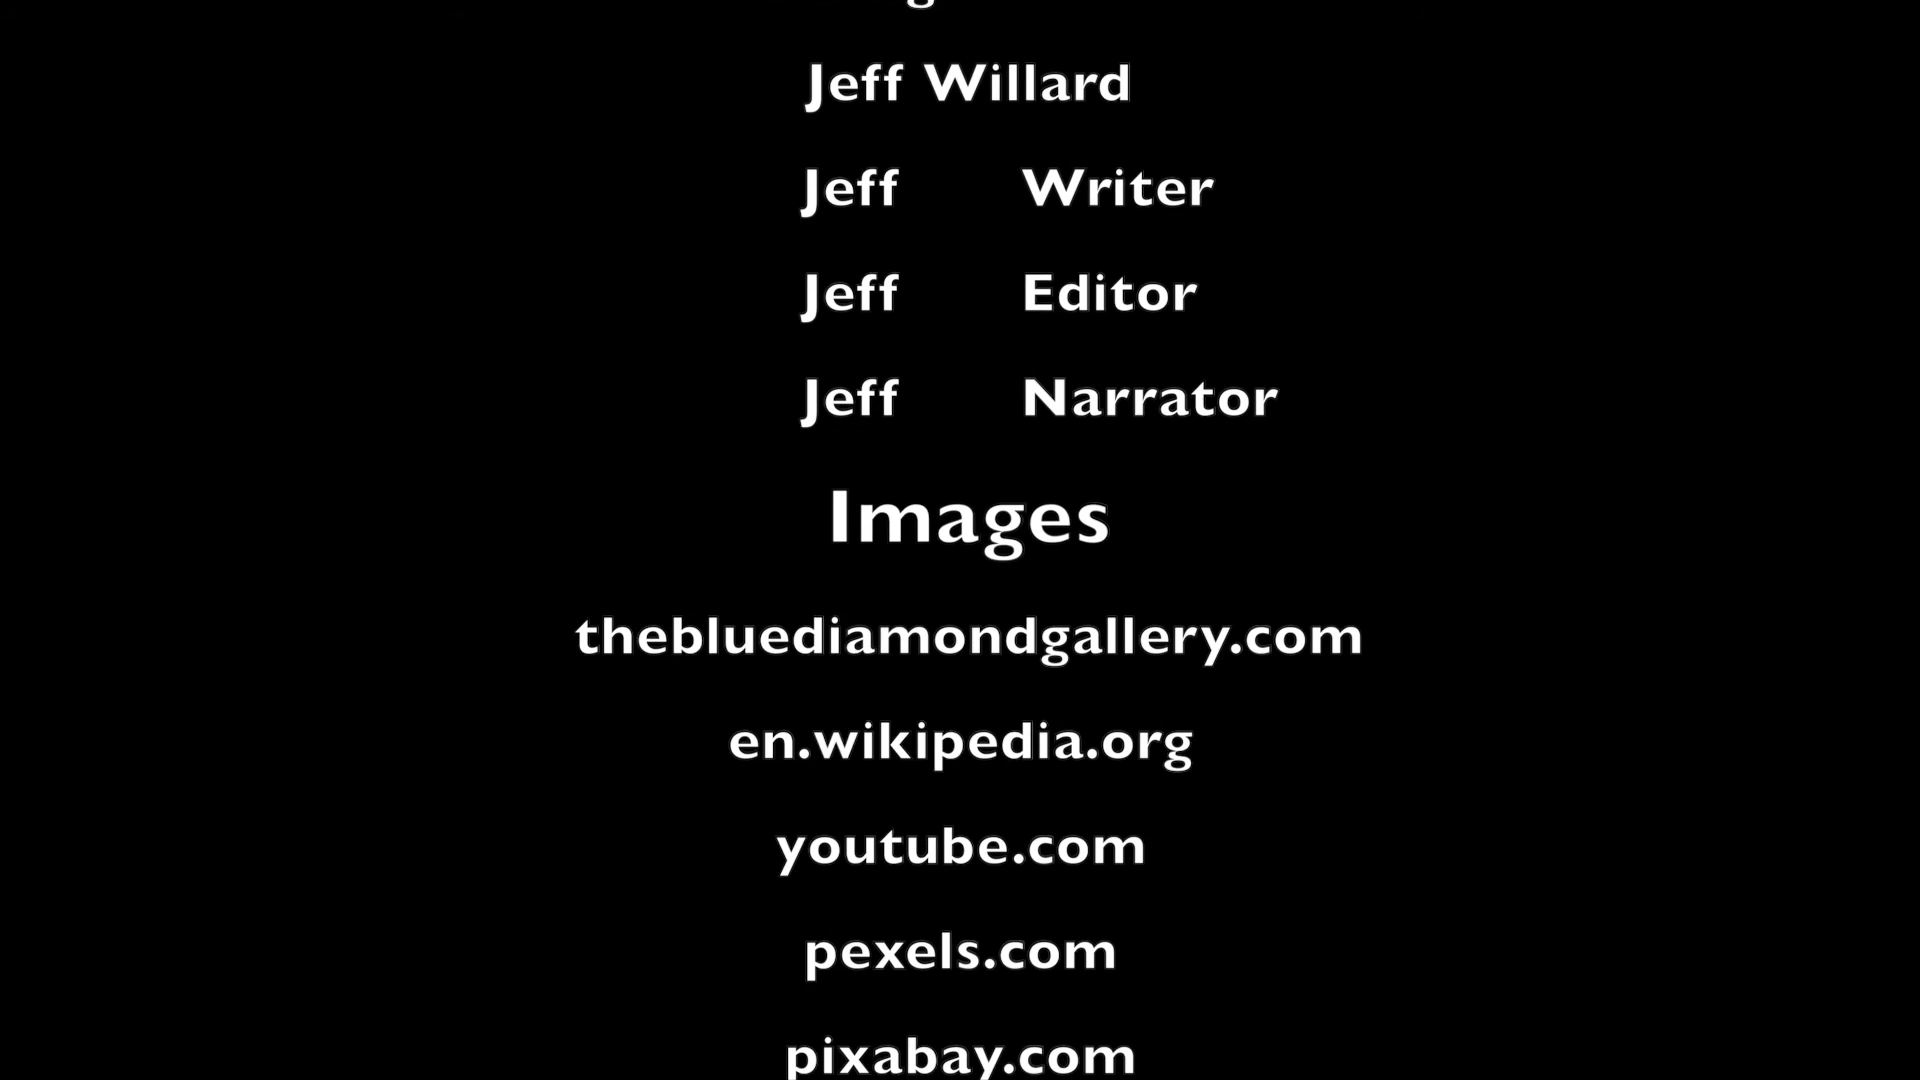 Jeff Willard
Jeff Writer
Jeff Editor
Jeff Narrator
Images
thebluediamondgallery.com
en.wikipedia.org
youtube.com
pexels.com
pixabay.com